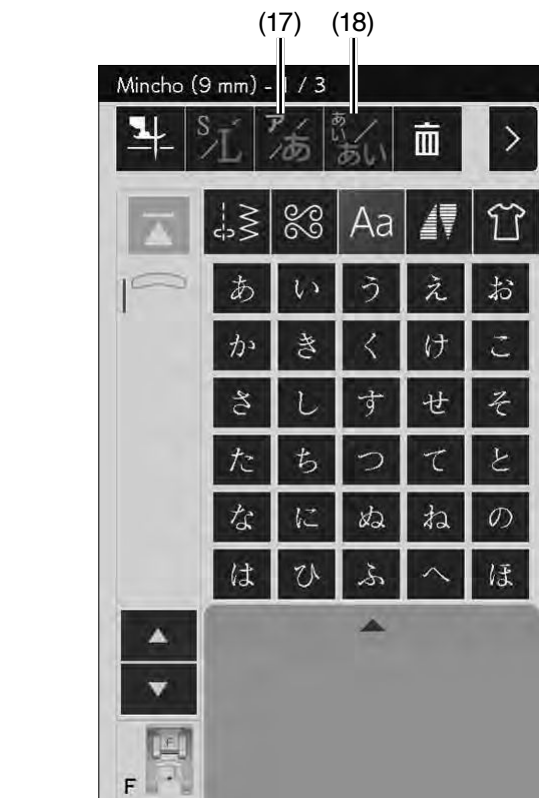 (17) (18)
Mincho (9 mm) - 1 / 3
S/L ア/あ あい/あい
Aa
あ い う え お
か き く け こ
さ し す せ そ
た ち つ て と
な に ぬ ね の
は ひ ふ へ ほ
F
F